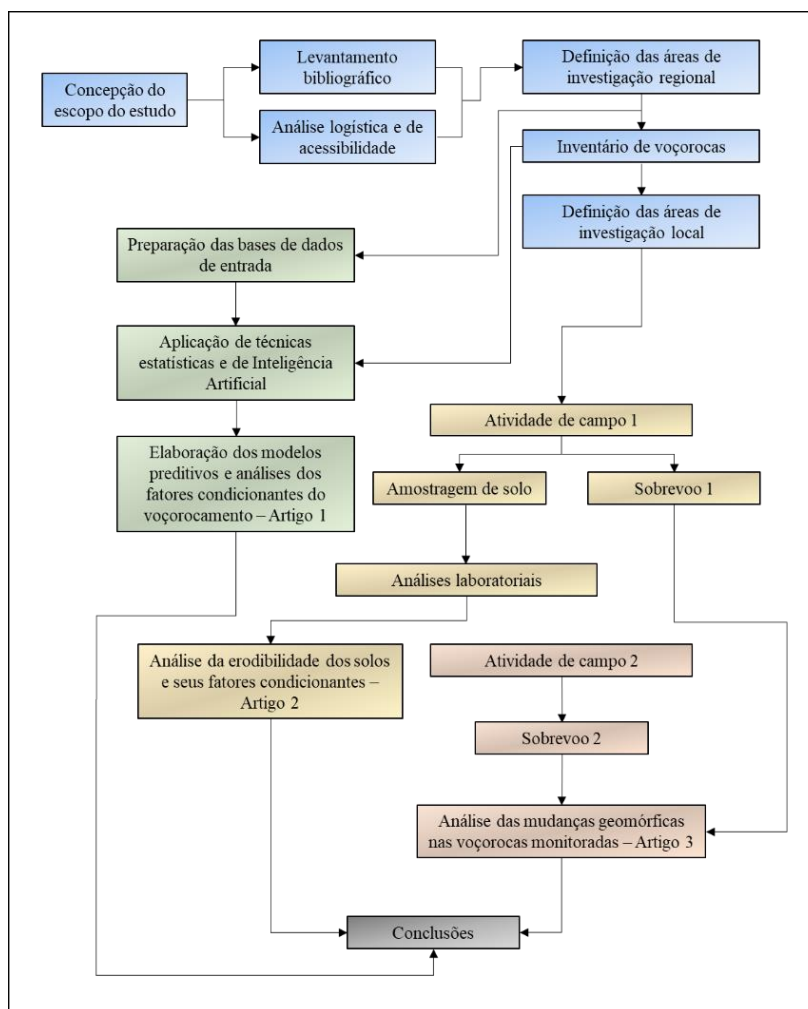 Concepção do
escopo do estudo
Levantamento
bibliográfico
Análise logística e de
acessibilidade
Definição das áreas de
investigação regional
Inventário de voçorocas
Definição das áreas de
investigação local
Preparação das bases de dados
de entrada
Aplicação de técnicas
estatísticas e de Inteligência
Artificial
Elaboração dos modelos
preditivos e análises dos
fatores condicionantes do
voçorocamento – Artigo 1
Atividade de campo 1
Amostragem de solo
Sobrevoo 1
Análises laboratoriais
Análise da erodibilidade dos solos
e seus fatores condicionantes –
Artigo 2
Atividade de campo 2
Sobrevoo 2
Análise das mudanças geomórficas
nas voçorocas monitoradas – Artigo 3
Conclusões